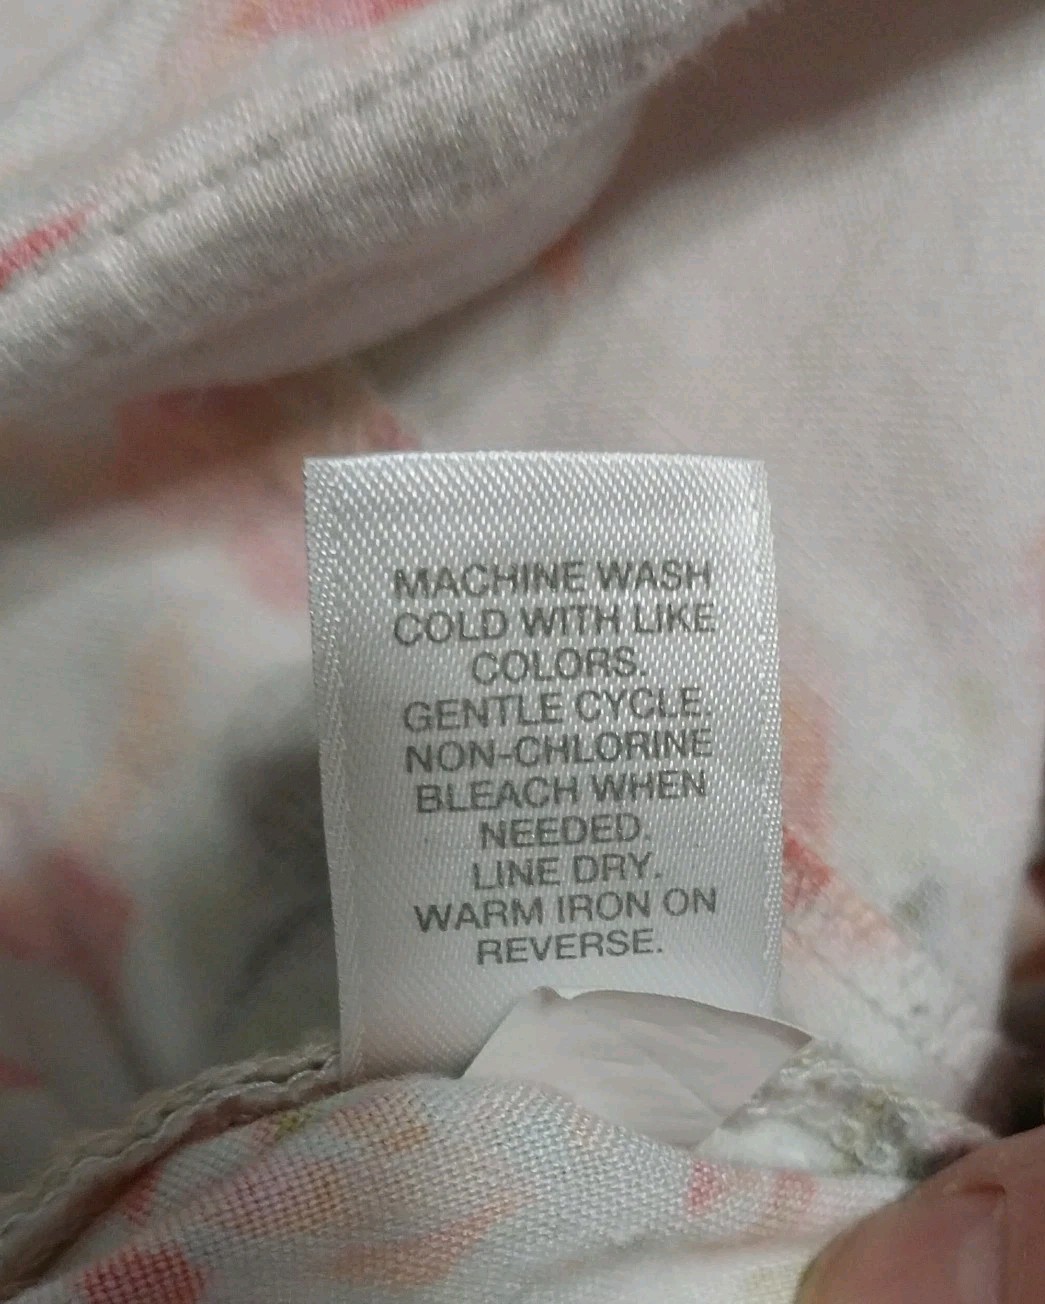 MACHINE WASH
COLD WITH LIKE
COLORS.
GENTLE CYCLE.
NON-CHLORINE
BLEACH WHEN
NEEDED.
LINE DRY.
WARM IRON ON
REVERSE.